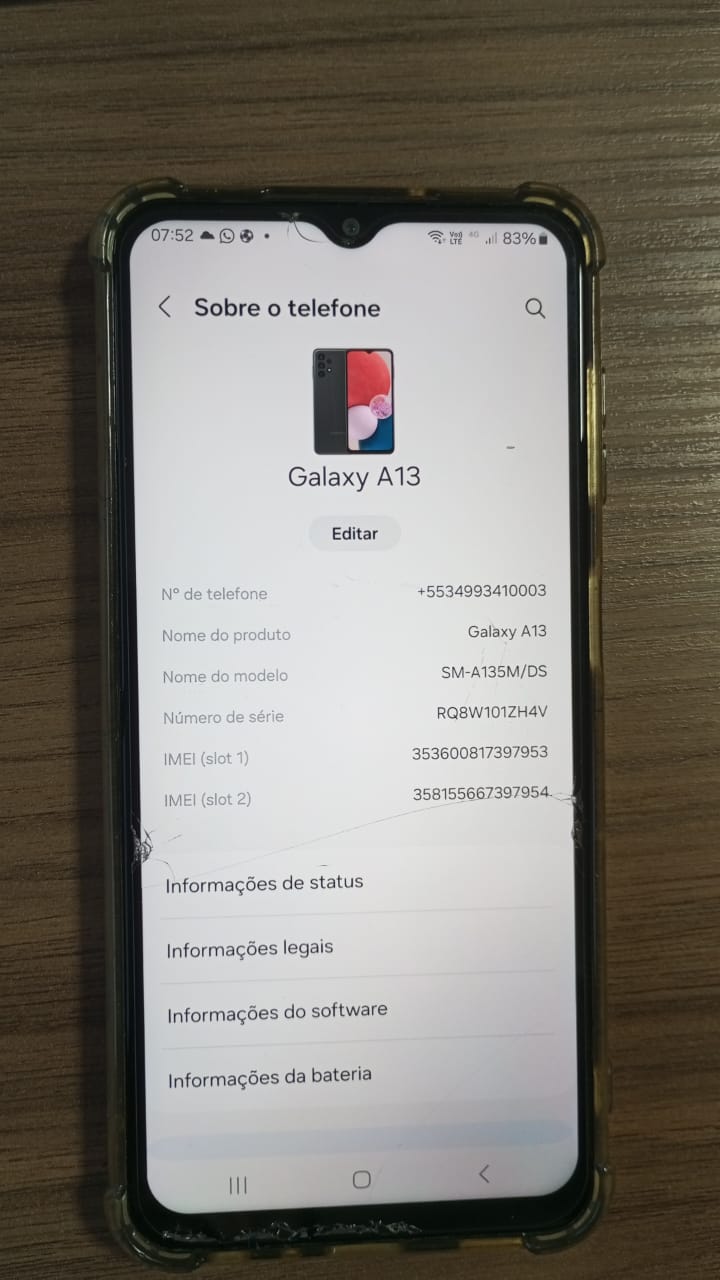 07:52
Vo)) LTE 4G 83%
Sobre o telefone
Galaxy A13
Editar
Nº de telefone +5534993410003
Nome do produto Galaxy A13
Nome do modelo SM-A135M/DS
Número de série RQ8W101ZH4V
IMEI (slot 1) 353600817397953
IMEI (slot 2) 358155667397954
Informações de status
Informações legais
Informações do software
Informações da bateria